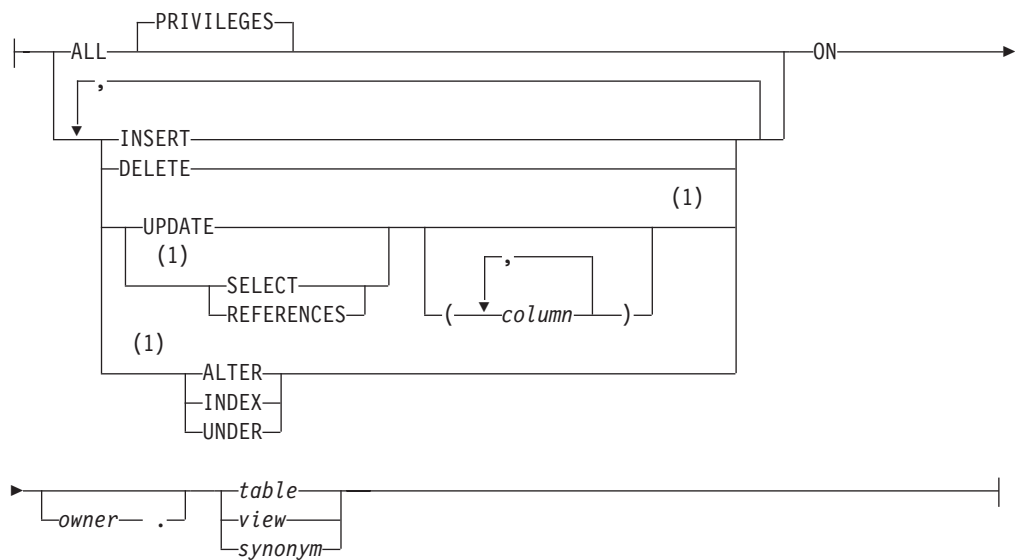 PRIVILEGES
ALL ON
,
INSERT
DELETE
(1)
UPDATE
(1) ,
SELECT
REFERENCES ( column )
(1)
ALTER
INDEX
UNDER
table
owner . view
synonym